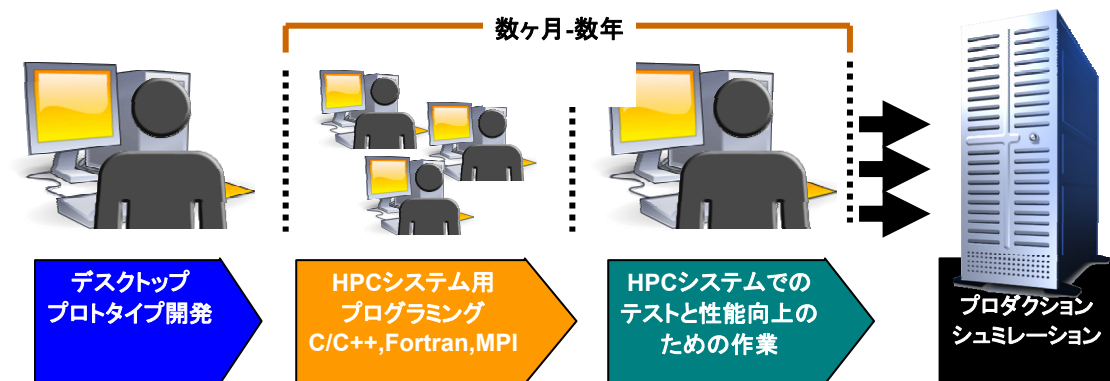 数ヶ月-数年
デスクトップ
プロトタイプ開発
HPCシステム用
プログラミング
C/C++,Fortran,MPI
HPCシステムでの
テストと性能向上の
ための作業
プロダクション
シュミレーション